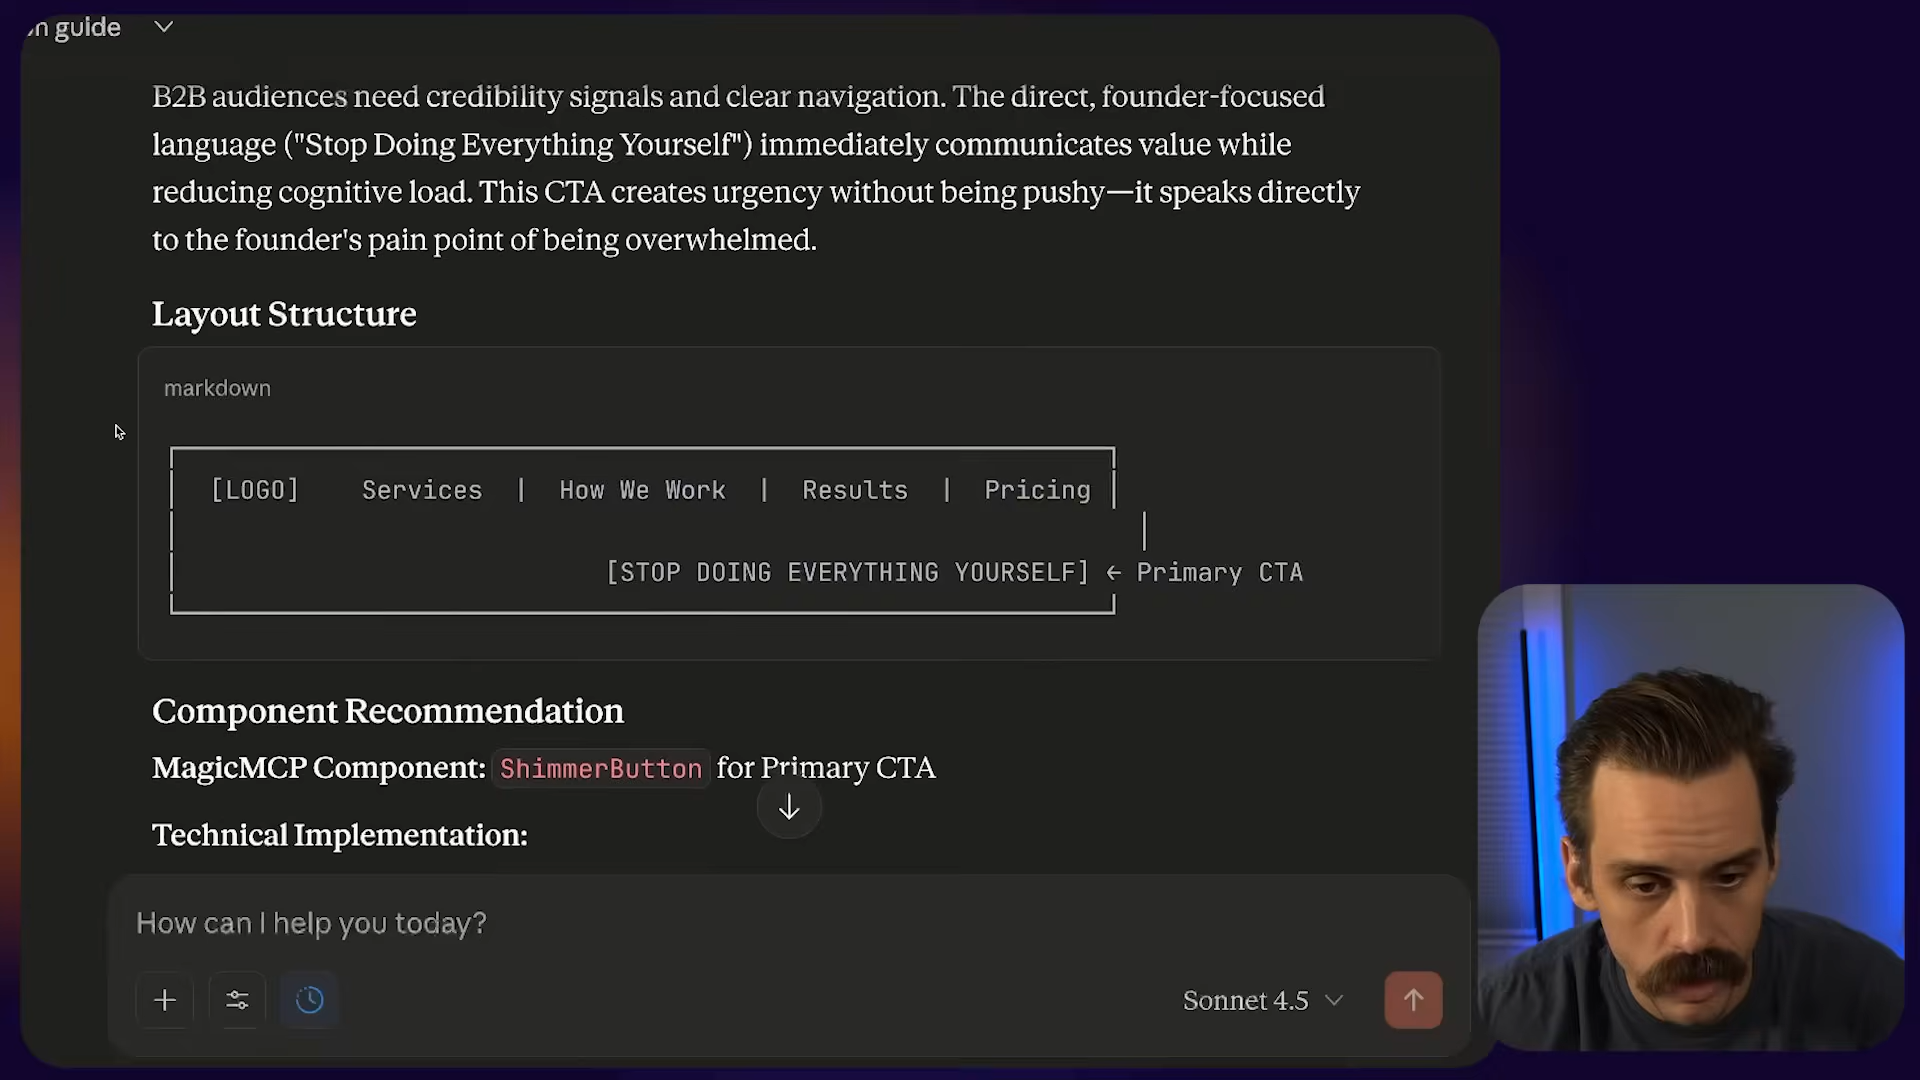 n guide
B2B audiences need credibility signals and clear navigation. The direct, founder-focused
language ("Stop Doing Everything Yourself") immediately communicates value while
reducing cognitive load. This CTA creates urgency without being pushy—it speaks directly
to the founder's pain point of being overwhelmed.
Layout Structure
markdown
[LOGO] Services | How We Work | Results | Pricing
[STOP DOING EVERYTHING YOURSELF] ← Primary CTA
Component Recommendation
MagicMCP Component: ShimmerButton for Primary CTA
Technical Implementation:
How can I help you today?
Sonnet 4.5